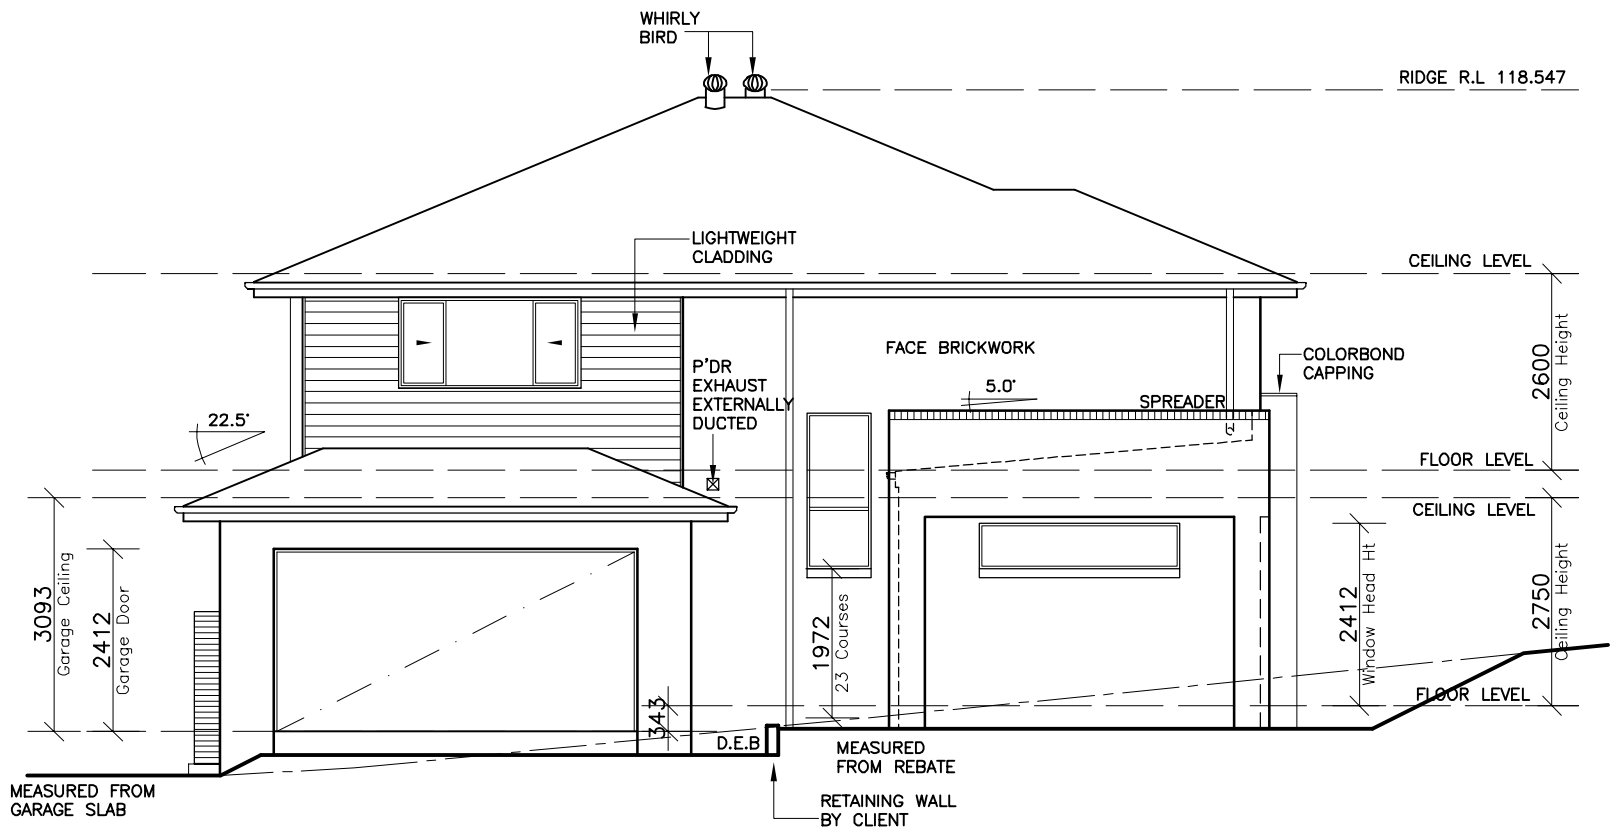 WHIRLY
BIRD
RIDGE R.L 118.547
LIGHTWEIGHT
CLADDING
CEILING LEVEL
FACE BRICKWORK
COLORBOND
CAPPING
P'DR
EXHAUST
EXTERNALLY
DUCTED
5.0°
SPREADER
22.5°
2600
Ceiling Height
FLOOR LEVEL
CEILING LEVEL
3093
Garage Ceiling
2412
Garage Door
1972
23 Courses
2412
Window Head Ht
2750
Ceiling Height
FLOOR LEVEL
343
D.E.B
MEASURED
FROM REBATE
MEASURED FROM
GARAGE SLAB
RETAINING WALL
BY CLIENT